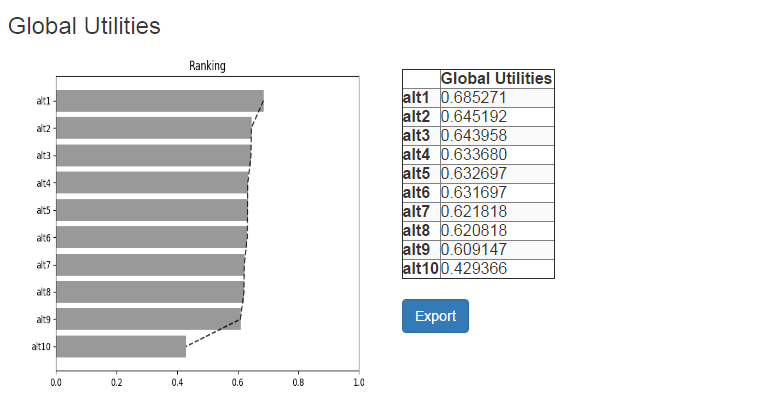 Global Utilities
Ranking
alt1
alt2
alt3
alt4
alt5
alt6
alt7
alt8
alt9
alt10
0.0 0.2 0.4 0.6 0.8 1.0
Global Utilities
alt1 0.685271
alt2 0.645192
alt3 0.643958
alt4 0.633680
alt5 0.632697
alt6 0.631697
alt7 0.621818
alt8 0.620818
alt9 0.609147
alt10 0.429366
Export